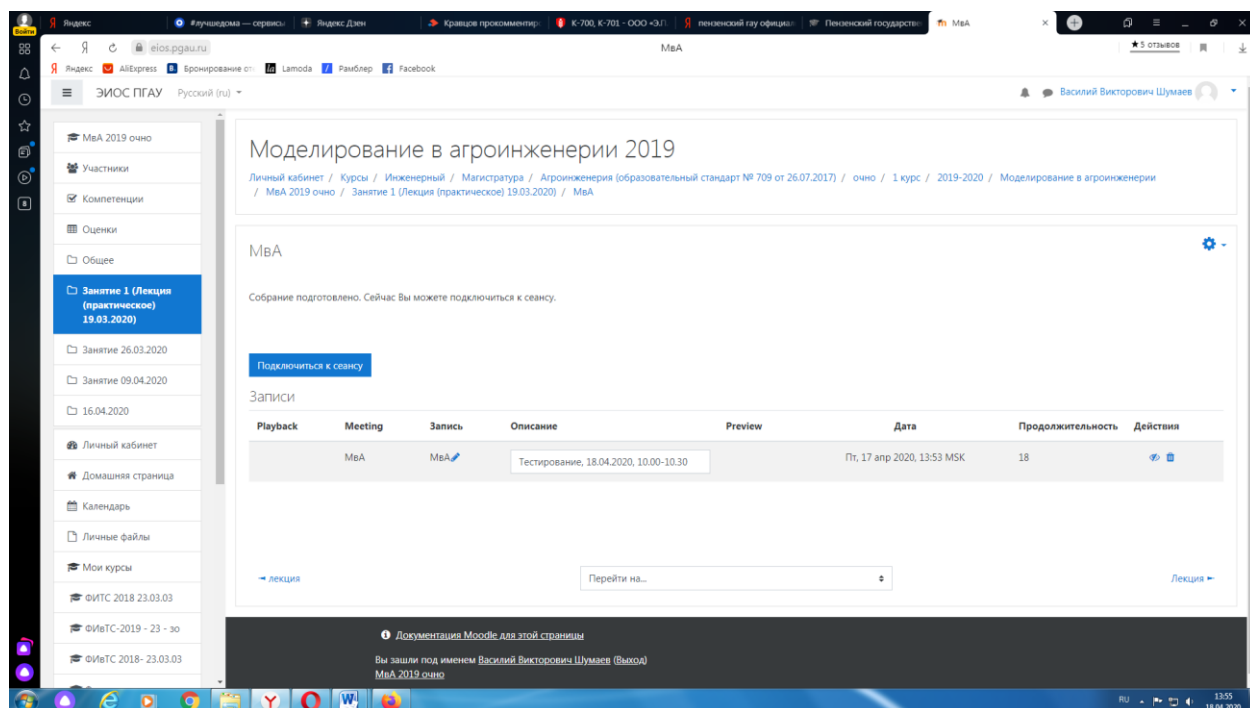 Яндекс
#лучшедома — сервисы
Яндекс Дзен
Кравцов прокомментиро
К-700, К-701 - ООО «З.П.
пензенский гау официал
Пензенский государстве
МвА
Войти
eios.pgau.ru
МвА
5 отзывов
Яндекс AliExpress Бронирование от Lamoda Рамблер Facebook
ЭИОС ПГАУ Русский (ru)
Василий Викторович Шумаев
МвА 2019 очно
Участники
Компетенции
Оценки
Общее
Занятие 1 (Лекция
(практическое)
19.03.2020)
Занятие 26.03.2020
Занятие 09.04.2020
16.04.2020
Личный кабинет
Домашняя страница
Календарь
Личные файлы
Мои курсы
ФИТС 2018 23.03.03
ФИвТС-2019 - 23 - зо
ФИвТС 2018- 23.03.03
Моделирование в агроинженерии 2019
Личный кабинет / Курсы / Инженерный / Магистратура / Агроинженерия (образовательный стандарт № 709 от 26.07.2017) / очно / 1 курс / 2019-2020 / Моделирование в агроинженерии
/ МвА 2019 очно / Занятие 1 (Лекция (практическое) 19.03.2020) / МвА
МвА
Собрание подготовлено. Сейчас Вы можете подключиться к сеансу.
Подключиться к сеансу
Записи
Playback Meeting Запись Описание Preview Дата Продолжительность Действия
МвА МвА Тестирование, 18.04.2020, 10.00-10.30 Пт, 17 апр 2020, 13:53 MSK 18
◄ лекция
Перейти на...
Лекция ►
Документация Moodle для этой страницы
Вы зашли под именем Василий Викторович Шумаев (Выход)
МвА 2019 очно
RU
13:55
18.04.2020